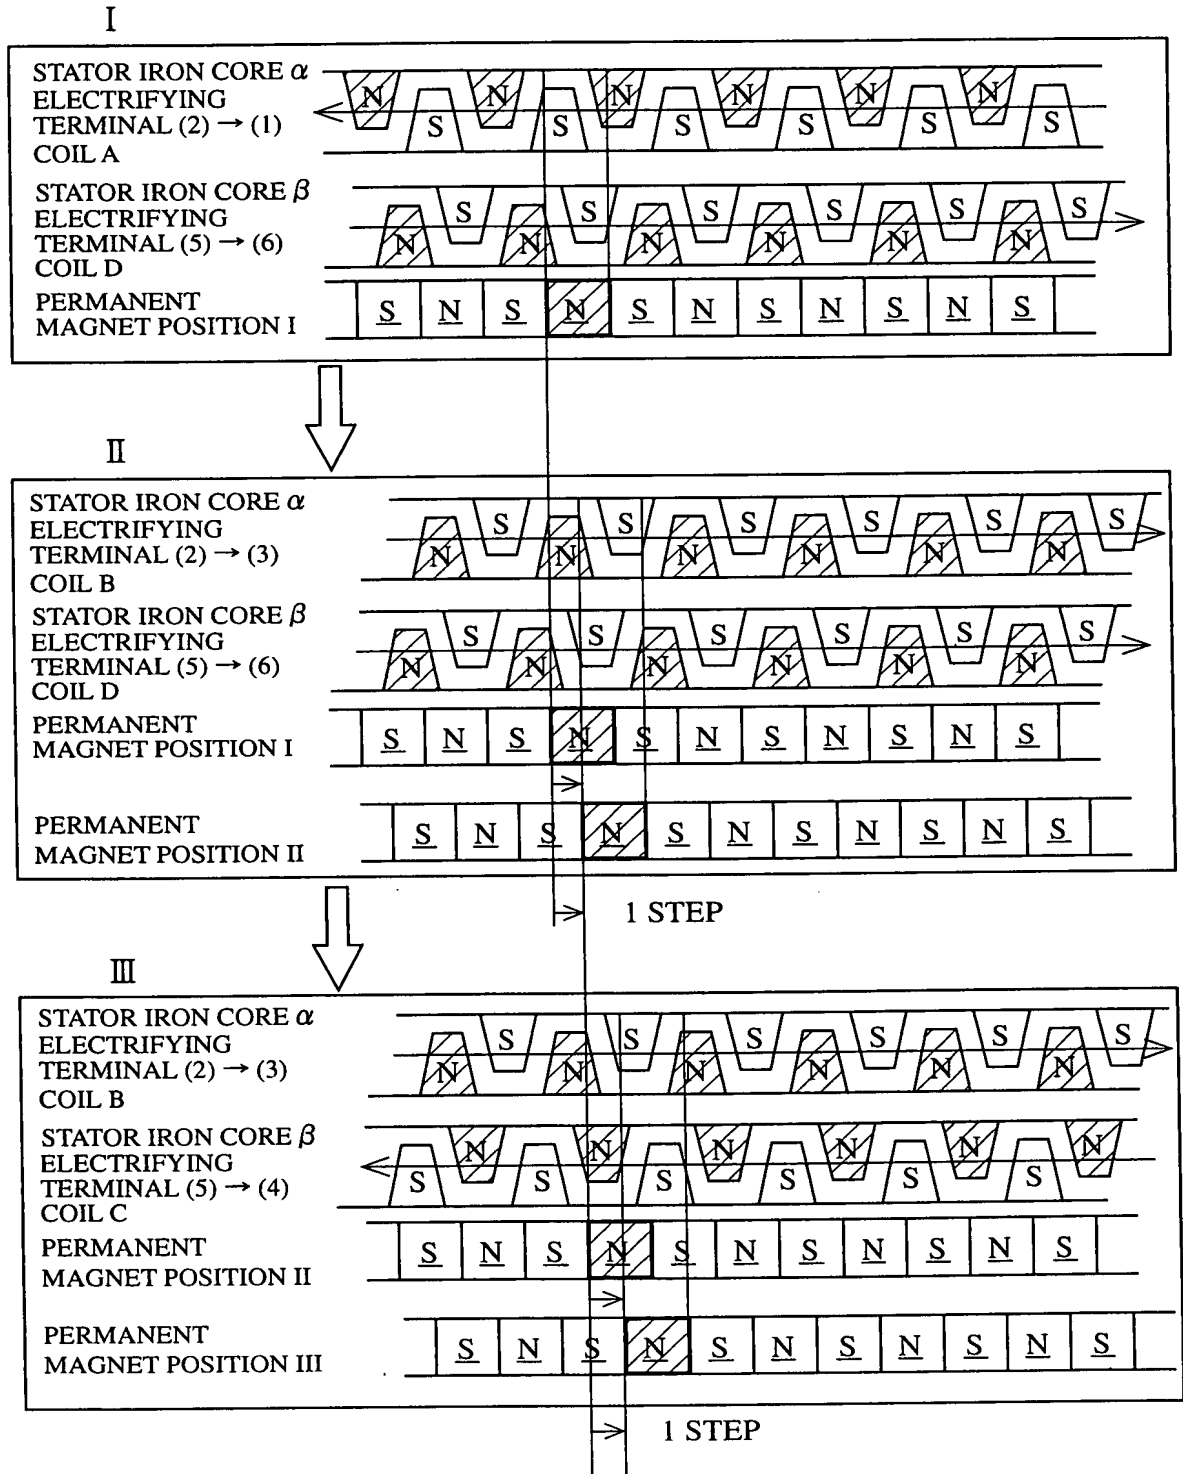 I
STATOR IRON CORE α
ELECTRIFYING
TERMINAL (2) → (1)
COIL A
N N N N N N
S S S S S S
STATOR IRON CORE β
ELECTRIFYING
TERMINAL (5) → (6)
COIL D
S S S S S S
N N N N N N
PERMANENT
MAGNET POSITION I
S N S N S N S N S N S
II
STATOR IRON CORE α
ELECTRIFYING
TERMINAL (2) → (3)
COIL B
S S S S S S
N N N N N N
STATOR IRON CORE β
ELECTRIFYING
TERMINAL (5) → (6)
COIL D
S S S S S S
N N N N N N
PERMANENT
MAGNET POSITION I
S N S N S N S N S N S
PERMANENT
MAGNET POSITION II
S N S N S N S N S N S
1 STEP
III
STATOR IRON CORE α
ELECTRIFYING
TERMINAL (2) → (3)
COIL B
S S S S S S
N N N N N N
STATOR IRON CORE β
ELECTRIFYING
TERMINAL (5) → (4)
COIL C
N N N N N N
S S S S S S
PERMANENT
MAGNET POSITION II
S N S N S N S N S N S
PERMANENT
MAGNET POSITION III
S N S N S N S N S N S
1 STEP